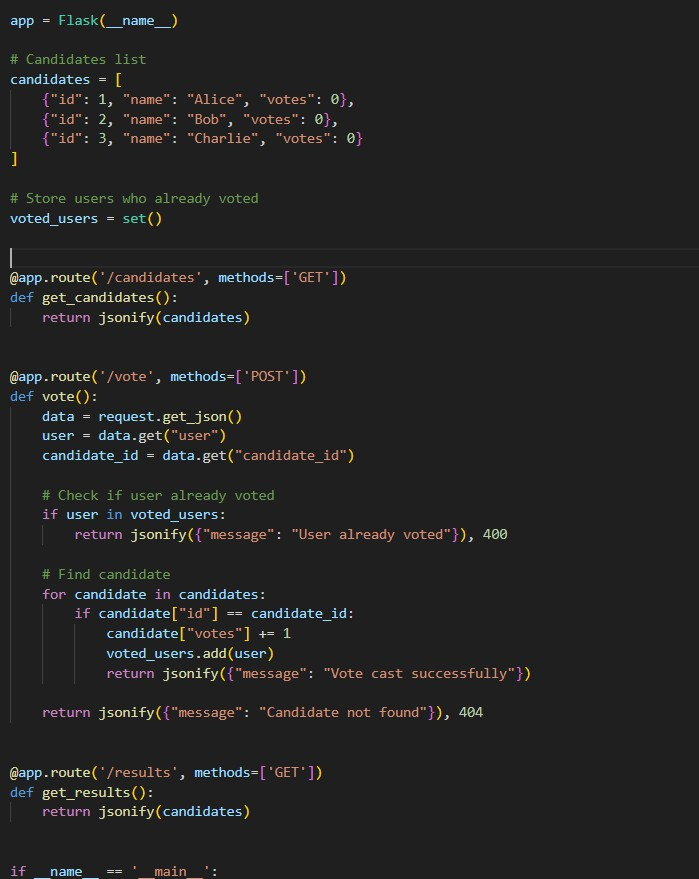 app = Flask(__name__)
# Candidates list
candidates = [
    {"id": 1, "name": "Alice", "votes": 0},
    {"id": 2, "name": "Bob", "votes": 0},
    {"id": 3, "name": "Charlie", "votes": 0}
]
# Store users who already voted
voted_users = set()
@app.route('/candidates', methods=['GET'])
def get_candidates():
    return jsonify(candidates)
@app.route('/vote', methods=['POST'])
def vote():
    data = request.get_json()
    user = data.get("user")
    candidate_id = data.get("candidate_id")
    # Check if user already voted
    if user in voted_users:
        return jsonify({"message": "User already voted"}), 400
    # Find candidate
    for candidate in candidates:
        if candidate["id"] == candidate_id:
            candidate["votes"] += 1
            voted_users.add(user)
            return jsonify({"message": "Vote cast successfully"})
    return jsonify({"message": "Candidate not found"}), 404
@app.route('/results', methods=['GET'])
def get_results():
    return jsonify(candidates)
if __name__ == '__main__':